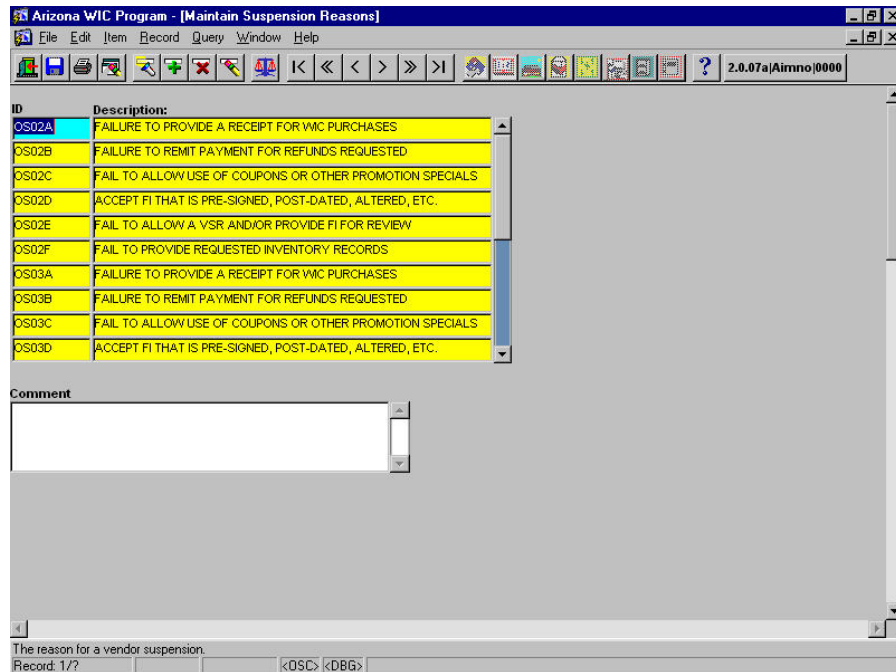 Arizona WIC Program - [Maintain Suspension Reasons]
File Edit Item Record Query Window Help
2.0.07a|Aimno|0000
ID Description:
OS02A FAILURE TO PROVIDE A RECEIPT FOR WIC PURCHASES
OS02B FAILURE TO REMIT PAYMENT FOR REFUNDS REQUESTED
OS02C FAIL TO ALLOW USE OF COUPONS OR OTHER PROMOTION SPECIALS
OS02D ACCEPT FI THAT IS PRE-SIGNED, POST-DATED, ALTERED, ETC.
OS02E FAIL TO ALLOW A VSR AND/OR PROVIDE FI FOR REVIEW
OS02F FAIL TO PROVIDE REQUESTED INVENTORY RECORDS
OS03A FAILURE TO PROVIDE A RECEIPT FOR WIC PURCHASES
OS03B FAILURE TO REMIT PAYMENT FOR REFUNDS REQUESTED
OS03C FAIL TO ALLOW USE OF COUPONS OR OTHER PROMOTION SPECIALS
OS03D ACCEPT FI THAT IS PRE-SIGNED, POST-DATED, ALTERED, ETC.
Comment
The reason for a vendor suspension.
Record: 1/? <OSC> <DBG>